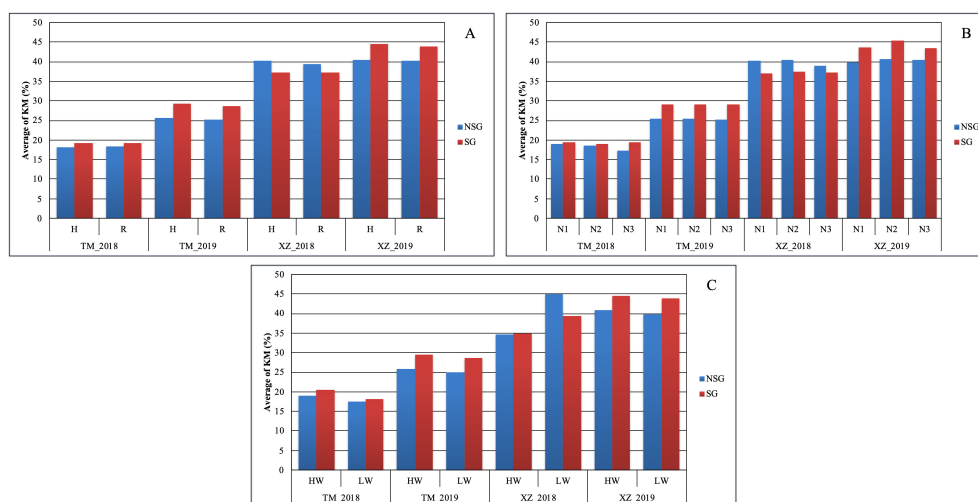 A
Average of KM (%)
50
45
40
35
30
25
20
15
10
5
0
NSG
SG
H R H R H R H R
TM_2018 TM_2019 XZ_2018 XZ_2019
B
Average of KM (%)
50
45
40
35
30
25
20
15
10
5
0
NSG
SG
N1 N2 N3 N1 N2 N3 N1 N2 N3 N1 N2 N3
TM_2018 TM_2019 XZ_2018 XZ_2019
C
Average of KM (%)
50
45
40
35
30
25
20
15
10
5
0
NSG
SG
HW LW HW LW HW LW HW LW
TM_2018 TM_2019 XZ_2018 XZ_2019